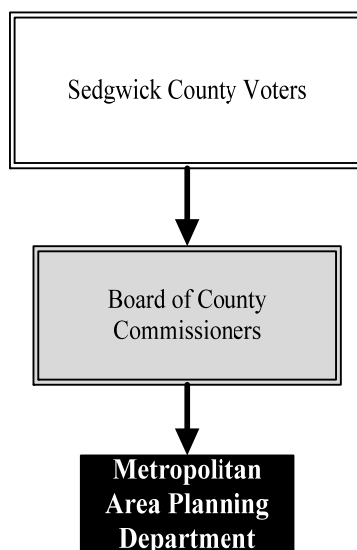 Sedgwick County Voters
Board of County
Commissioners
Metropolitan
Area Planning
Department